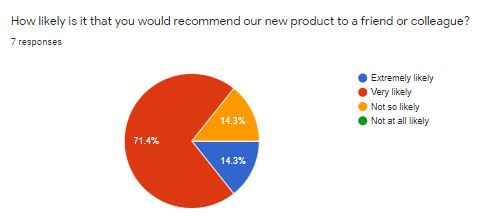 How likely is it that you would recommend our new product to a friend or colleague?
7 responses
Extremely likely
Very likely
Not so likely
Not at all likely
14.3%
71.4%
14.3%